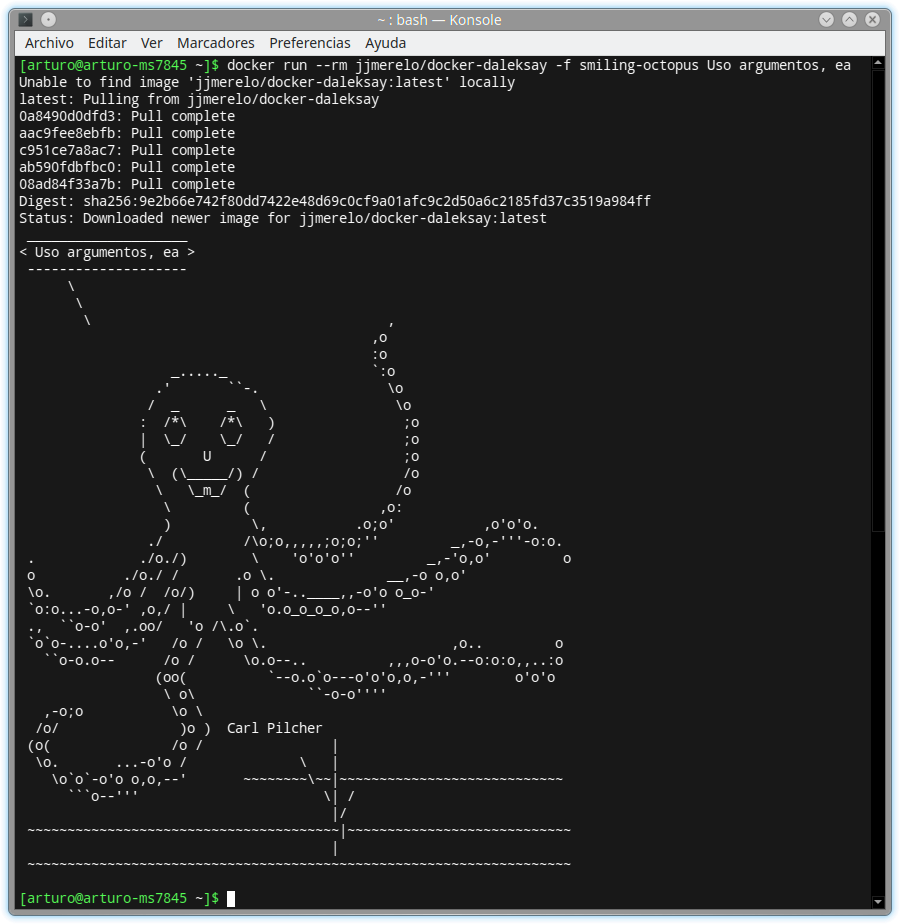 ~ : bash — Konsole
Archivo Editar Ver Marcadores Preferencias Ayuda
[arturo@arturo-ms7845 ~]$ docker run --rm jjmerelo/docker-daleksay -f smiling-octopus Uso argumentos, ea
Unable to find image 'jjmerelo/docker-daleksay:latest' locally
latest: Pulling from jjmerelo/docker-daleksay
0a8490d0dfd3: Pull complete
aac9fee8ebfb: Pull complete
c951ce7a8ac7: Pull complete
ab590fdbfbc0: Pull complete
08ad84f33a7b: Pull complete
Digest: sha256:9e2b66e742f80dd7422e48d69c0cf9a01afc9c2d50a6c2185fd37c3519a984ff
Status: Downloaded newer image for jjmerelo/docker-daleksay:latest
< Uso argumentos, ea >
Carl Pilcher
[arturo@arturo-ms7845 ~]$